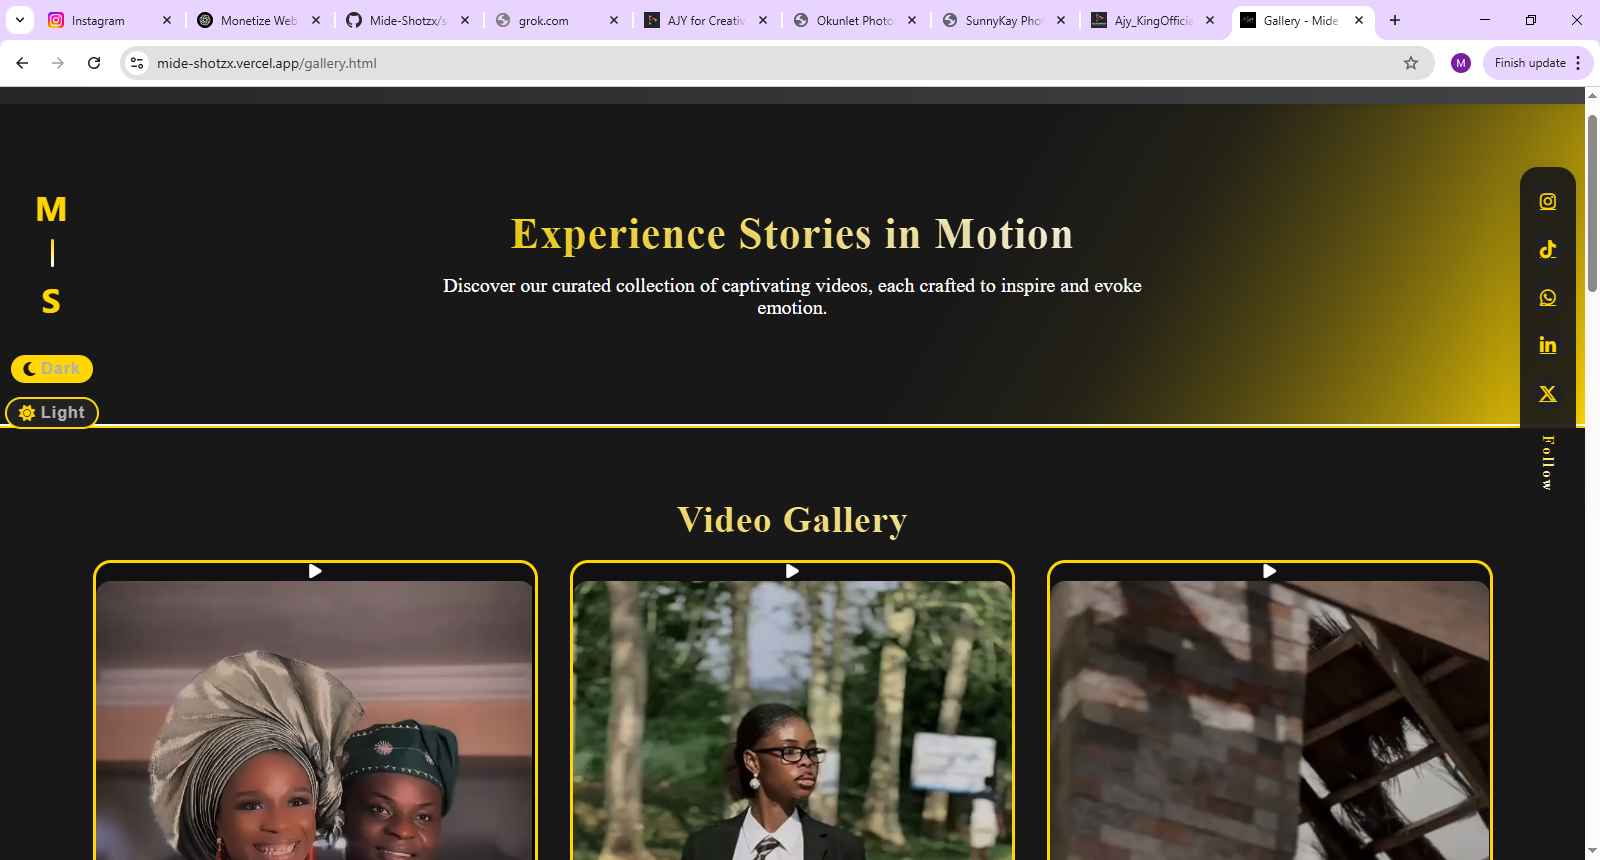 Instagram
Monetize Web
Mide-Shotzx/s
grok.com
AJY for Creativ
Okunlet Photo
SunnyKay Phot
Ajy_KingOfficia
Gallery - Mide
mide-shotzx.vercel.app/gallery.html
M
Finish update
M
S
Dark
Light
Experience Stories in Motion
Discover our curated collection of captivating videos, each crafted to inspire and evoke
emotion.
Follow
Video Gallery